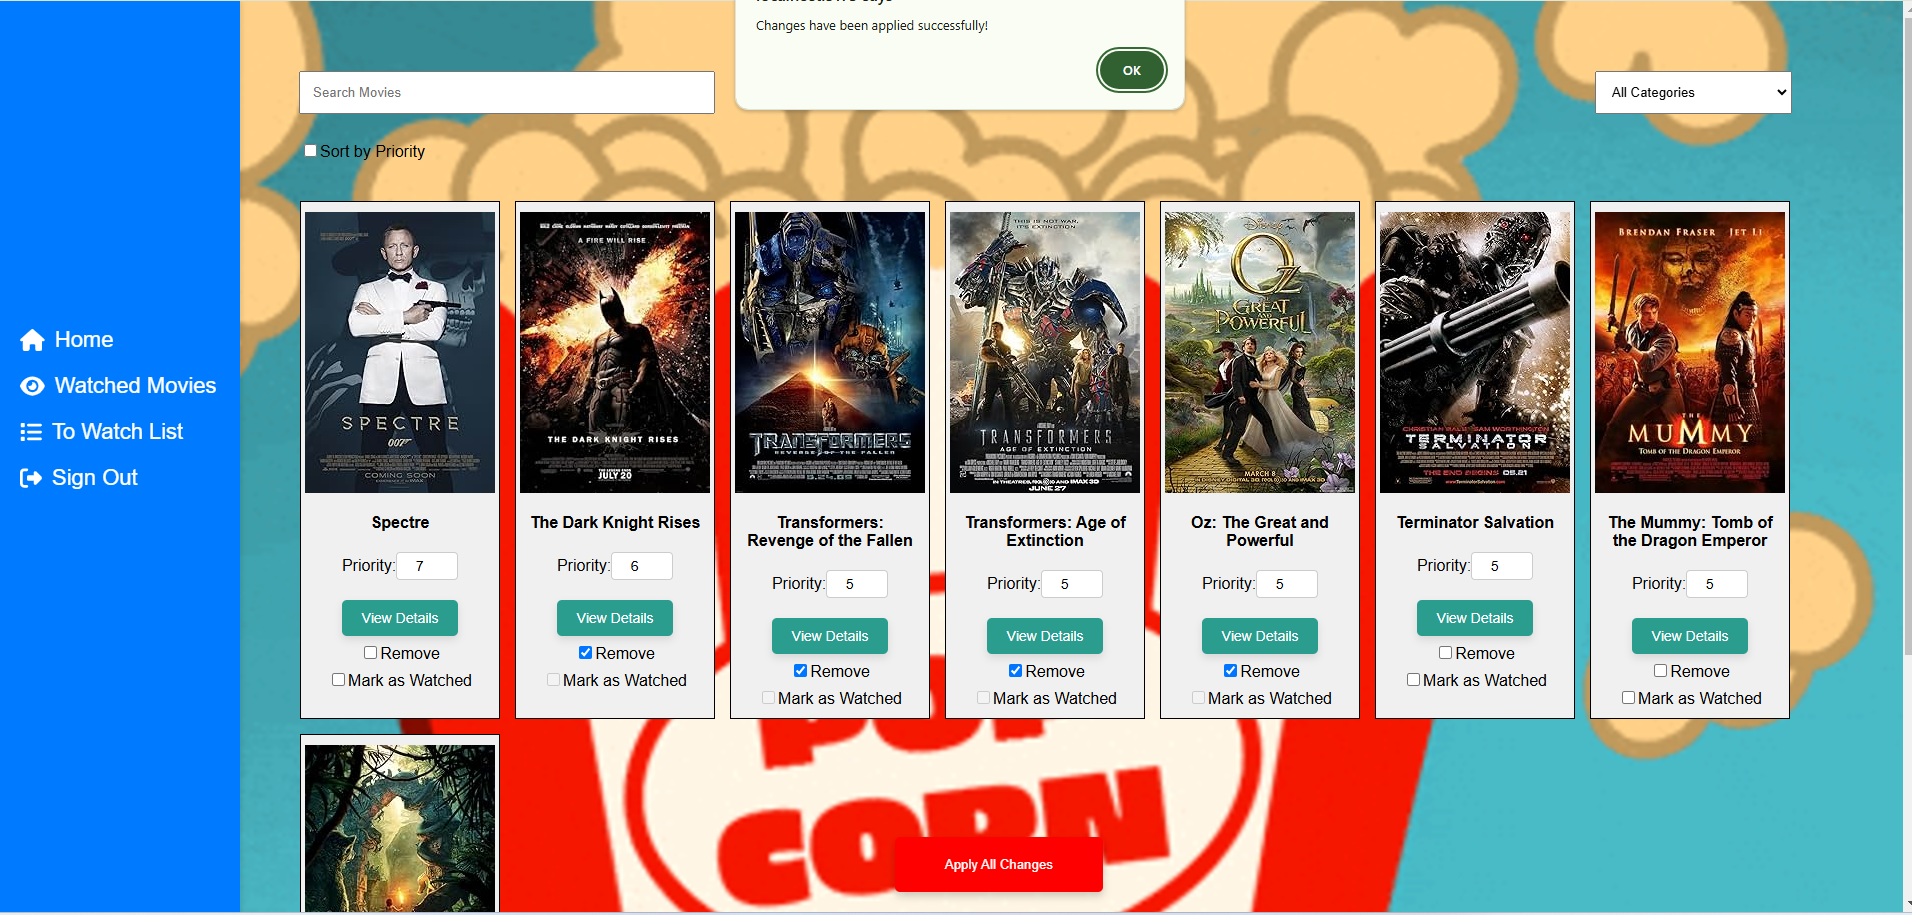 Changes have been applied successfully!
OK
Search Movies
All Categories
Sort by Priority
Home
Watched Movies
To Watch List
Sign Out
SPECTRE
007
COMING SOON
A FIRE WILL RISE
THE DARK KNIGHT RISES
JULY 20
TRANSFORMERS
REVENGE OF THE FALLEN
THIS IS NOT WAR.
IT'S EXTINCTION.
TRANSFORMERS
AGE OF EXTINCTION
JUNE 27
Disney
OZ
THE
GREAT
AND
POWERFUL
MARCH 8
CHRISTIAN BALE SAM WORTHINGTON
TERMINATOR
SALVATION
THE END BEGINS 05.21
BRENDAN FRASER JET LI
THE
MUMMY
TOMB OF THE DRAGON EMPEROR
Spectre
Priority: 7
View Details
Remove
Mark as Watched
The Dark Knight Rises
Priority: 6
View Details
Remove
Mark as Watched
Transformers:
Revenge of the Fallen
Priority: 5
View Details
Remove
Mark as Watched
Transformers: Age of
Extinction
Priority: 5
View Details
Remove
Mark as Watched
Oz: The Great and
Powerful
Priority: 5
View Details
Remove
Mark as Watched
Terminator Salvation
Priority: 5
View Details
Remove
Mark as Watched
The Mummy: Tomb of
the Dragon Emperor
Priority: 5
View Details
Remove
Mark as Watched
POP
CORN
Apply All Changes